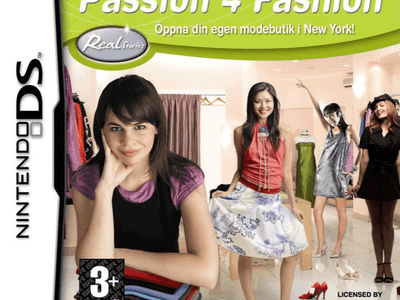 Passion 4 Fashion
Öppna din egen modebutik i New York!
Real
Stories
NINTENDO DS
3+
LICENSED BY